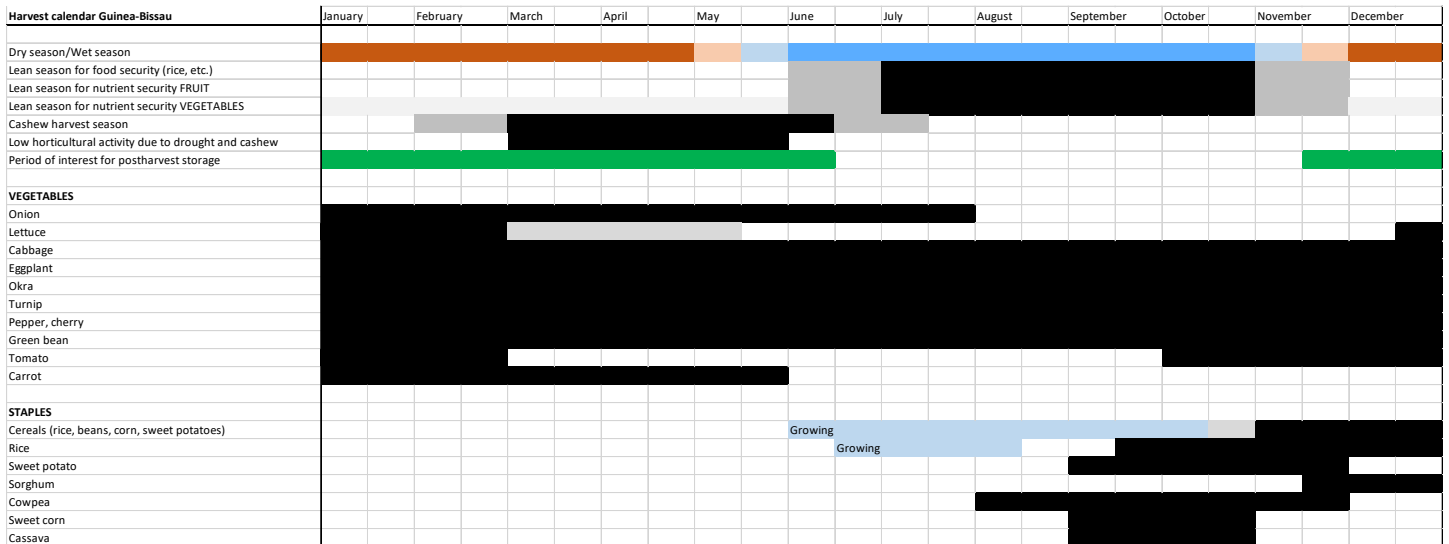 Harvest calendar Guinea-Bissau January February March April May June July August September October November December
Dry season/Wet season
Lean season for food security (rice, etc.)
Lean season for nutrient security FRUIT
Lean season for nutrient security VEGETABLES
Cashew harvest season
Low horticultural activity due to drought and cashew
Period of interest for postharvest storage
VEGETABLES
Onion
Lettuce
Cabbage
Eggplant
Okra
Turnip
Pepper, cherry
Green bean
Tomato
Carrot
STAPLES
Cereals (rice, beans, corn, sweet potatoes) Growing
Rice Growing
Sweet potato
Sorghum
Cowpea
Sweet corn
Cassava